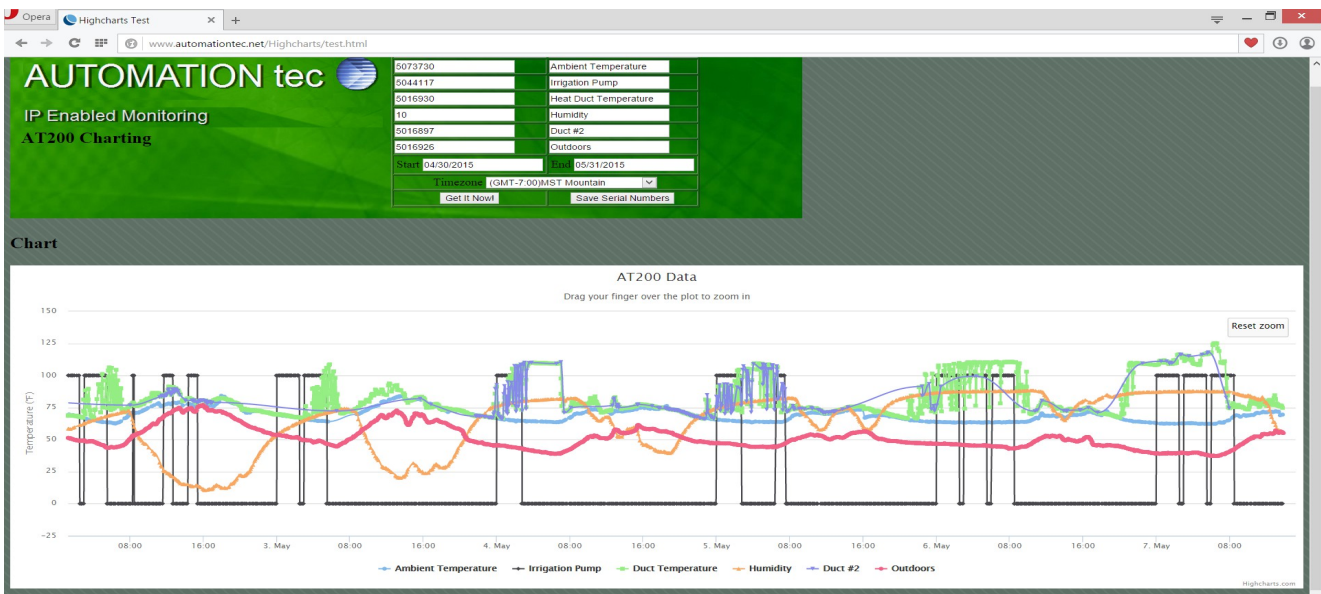 Opera
Highcharts Test
www.automationtec.net/Highcharts/test.html
AUTOMATION tec
IP Enabled Monitoring
AT200 Charting
5073730 Ambient Temperature
5044117 Irrigation Pump
5016930 Heat Duct Temperature
10 Humidity
5016897 Duct #2
5016926 Outdoors
Start 04/30/2015 End 05/31/2015
Timezone (GMT-7:00)MST Mountain
Get It Now! Save Serial Numbers
Chart
AT200 Data
Drag your finger over the plot to zoom in
Reset zoom
Temperature (°F)
150
125
100
75
50
25
0
-25
08:00 16:00 3. May 08:00 16:00 4. May 08:00 16:00 5. May 08:00 16:00 6. May 08:00 16:00 7. May 08:00
Ambient Temperature Irrigation Pump Duct Temperature Humidity Duct #2 Outdoors
Highcharts.com